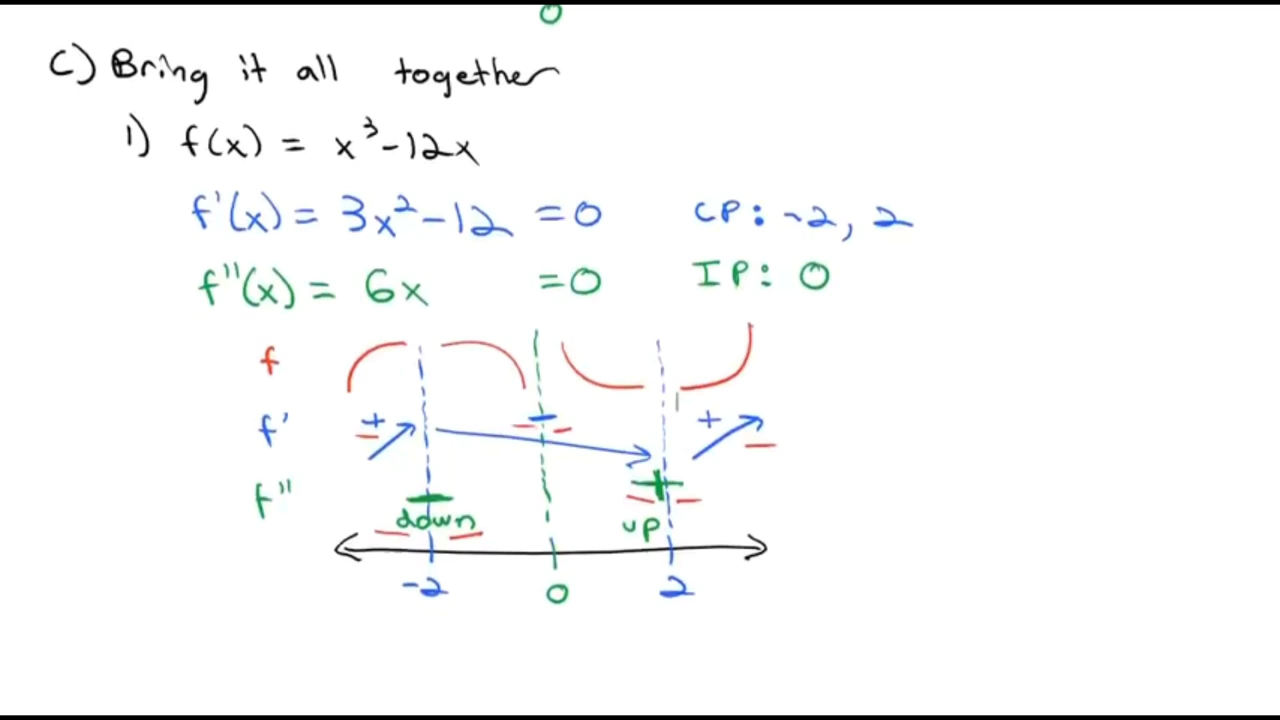 0
C) Bring it all together
1) f(x) = x³-12x
f'(x) = 3x²-12 =0 CP: -2, 2
f''(x) = 6x =0 IP: 0
f
f' + - +
f'' - +
down up
-2 0 2